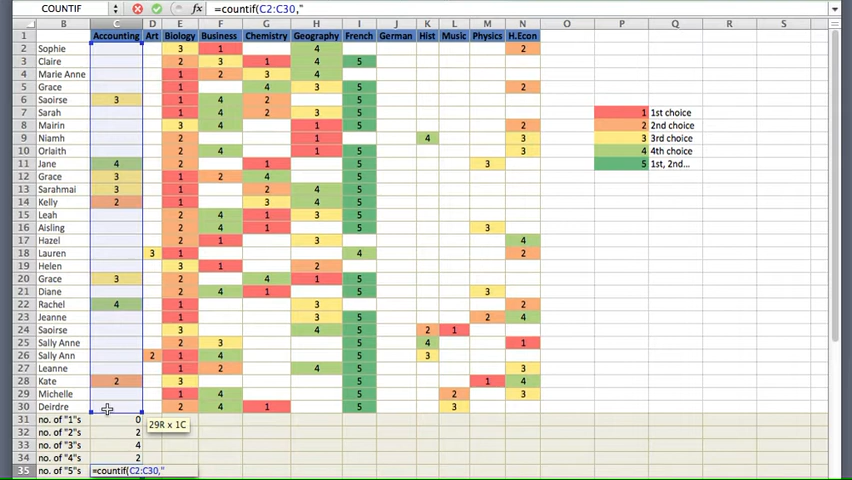 COUNTIF =countif(C2:C30,"
B C D E F G H I J K L M N O P Q R S
1 Accounting Art Biology Business Chemistry Geography French German Hist Music Physics H.Econ
2 Sophie 3 1 4 2
3 Claire 2 3 1 4 5
4 Marie Anne 1 2 3 4
5 Grace 1 4 3 2
6 Saoirse 3 1 4 2 5
7 Sarah 1 4 2 3 5 1 1st choice
8 Mairin 3 4 1 5 2 2 2nd choice
9 Niamh 2 1 4 3 3 3rd choice
10 Orlaith 2 4 1 5 3 4 4th choice
11 Jane 4 2 1 5 3 5 1st, 2nd...
12 Grace 3 1 2 4 5
13 Sarahmai 3 1 2 4 5
14 Kelly 2 1 3 4 5
15 Leah 2 4 1 3 5
16 Aisling 2 4 1 5 3
17 Hazel 2 1 3 5 4
18 Lauren 3 1 4 2
19 Helen 3 1 2
20 Grace 3 2 4 1 5
21 Diane 2 4 1 5 3
22 Rachel 4 1 3 2
23 Jeanne 1 3 5 2 4
24 Saoirse 3 4 5 2 1
25 Sally Anne 2 3 5 4 1
26 Sally Ann 2 1 4 5 3
27 Leanne 1 2 4 5 3
28 Kate 2 3 5 1 4
29 Michelle 1 4 5 2 3
30 Deirdre 2 4 1 5 3
31 no. of "1"s 0 29R x 1C
32 no. of "2"s 2
33 no. of "3"s 4
34 no. of "4"s 2
35 no. of "5"s =countif(C2:C30,"